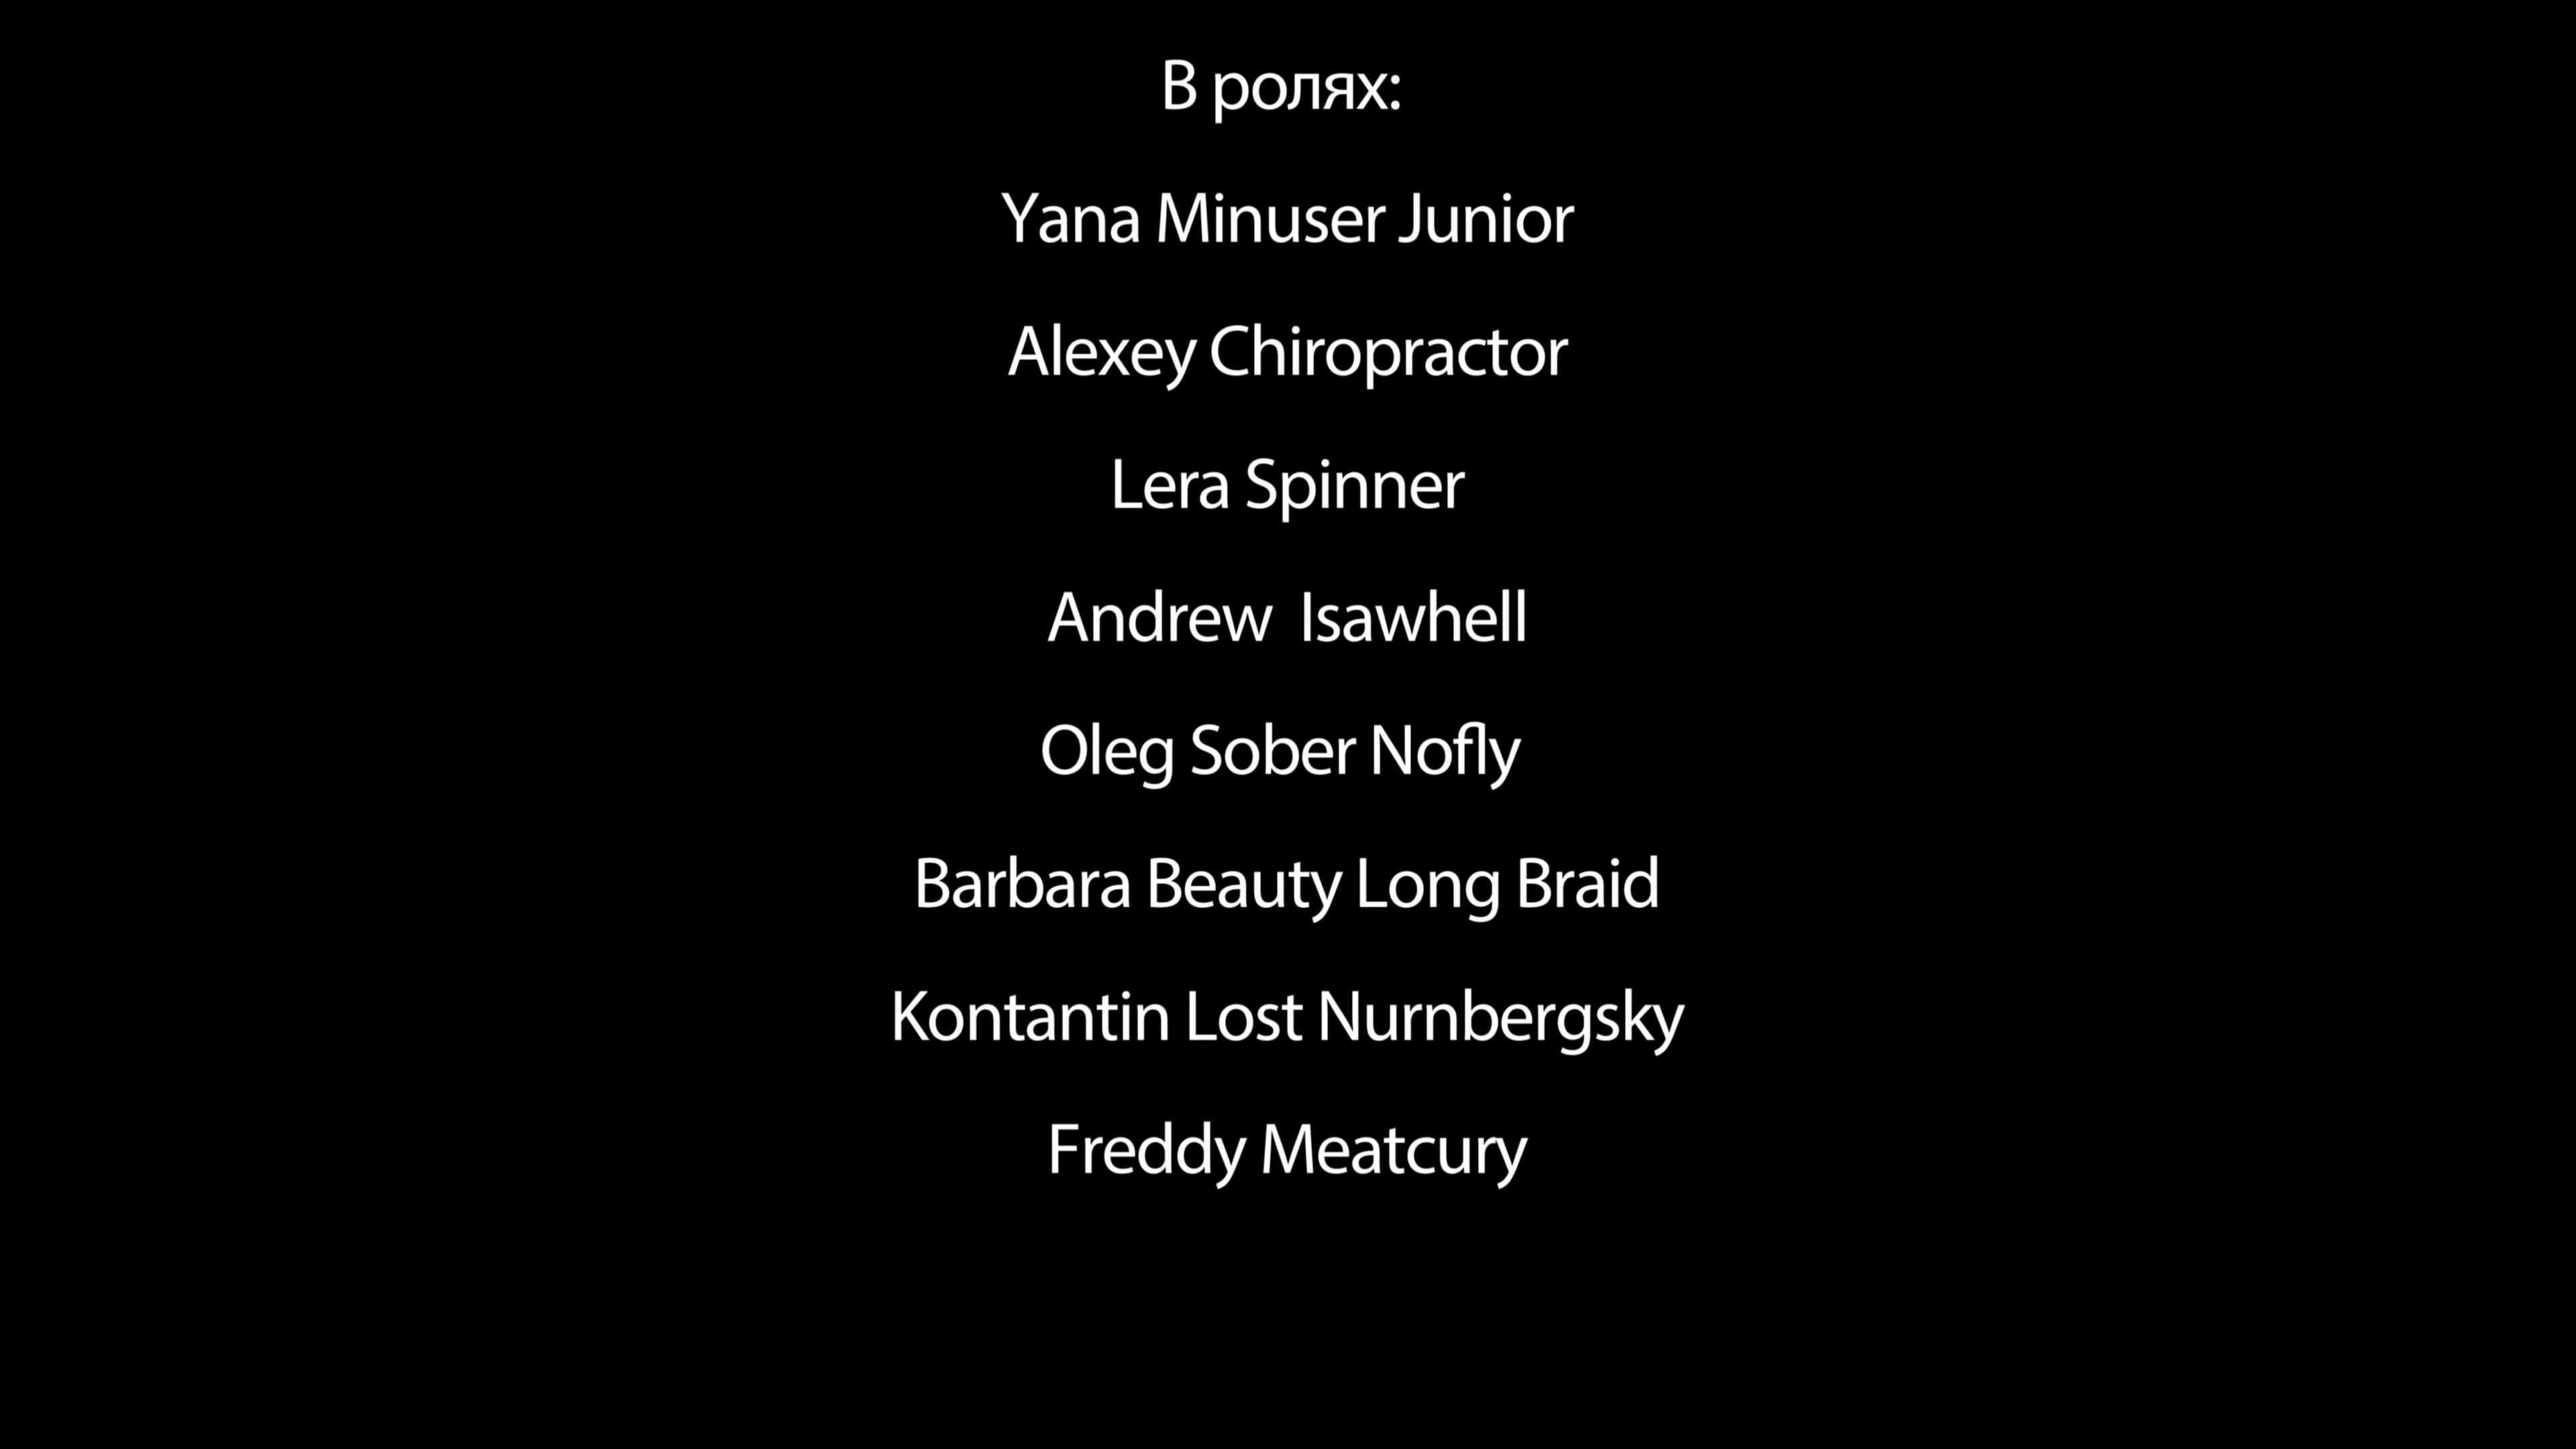 В ролях:
Yana Minuser Junior
Alexey Chiropractor
Lera Spinner
Andrew  Isawhell
Oleg Sober Nofly
Barbara Beauty Long Braid
Kontantin Lost Nurnbergsky
Freddy Meatcury